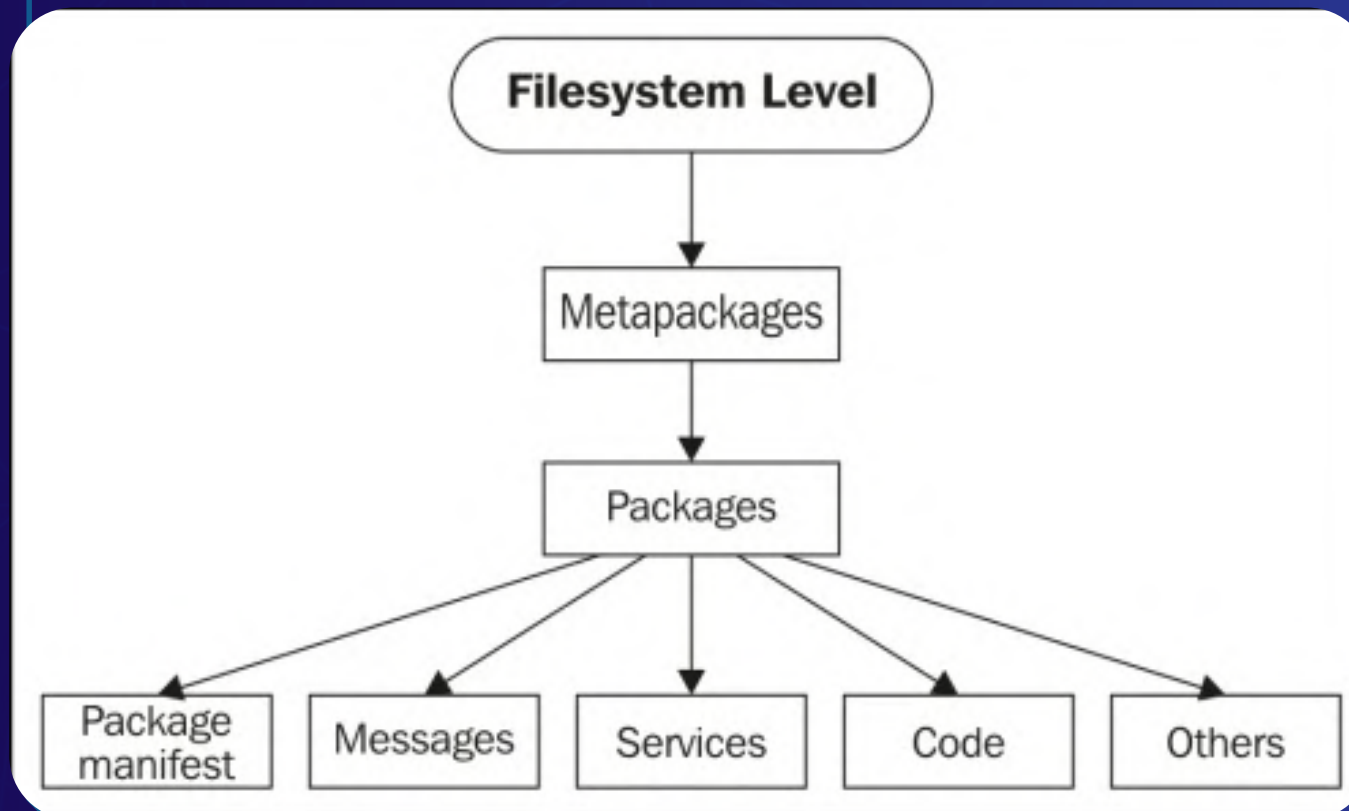 Filesystem Level
Metapackages
Packages
Package
manifest
Messages
Services
Code
Others